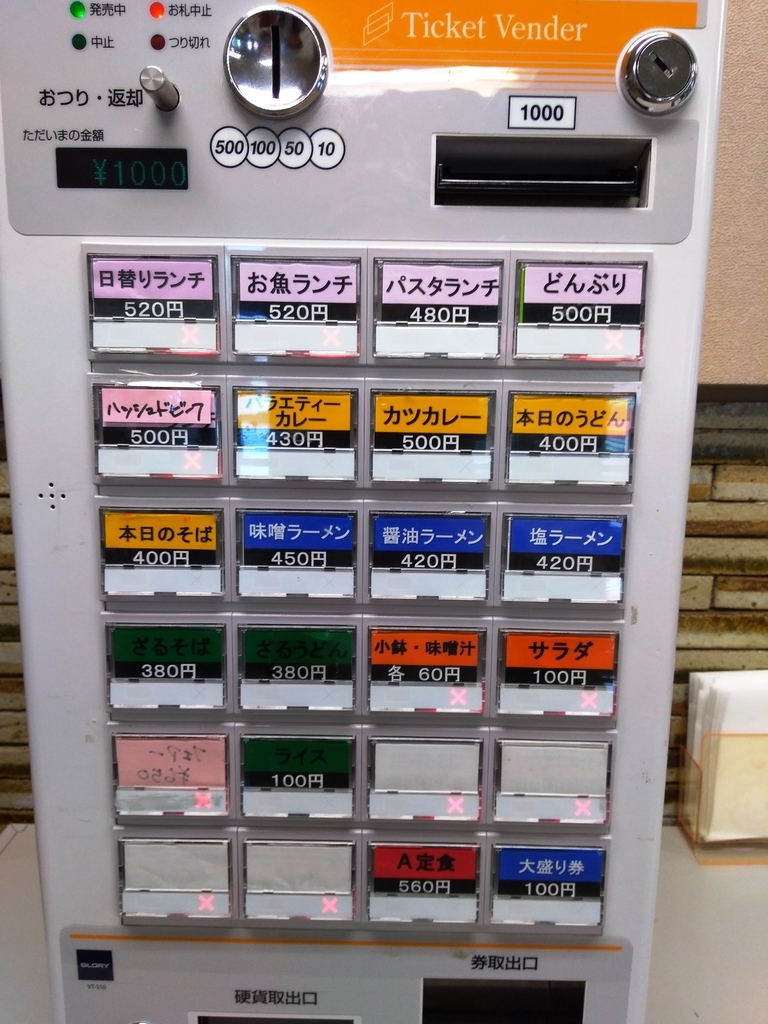 発売中
お札中止
中止
つり切れ
Ticket Vender
おつり・返却
ただいまの金額
¥1000
500 100 50 10
1000
日替りランチ
520円
お魚ランチ
520円
パスタランチ
480円
どんぶり
500円
ハッシュドビーフ
500円
バラエティー
カレー
430円
カツカレー
500円
本日のうどん
400円
本日のそば
400円
味噌ラーメン
450円
醤油ラーメン
420円
塩ラーメン
420円
ざるそば
380円
ざるうどん
380円
小鉢・味噌汁
各 60円
サラダ
100円
フェアー
¥650
ライス
100円
A定食
560円
大盛り券
100円
GLORY
硬貨取出口
券取出口